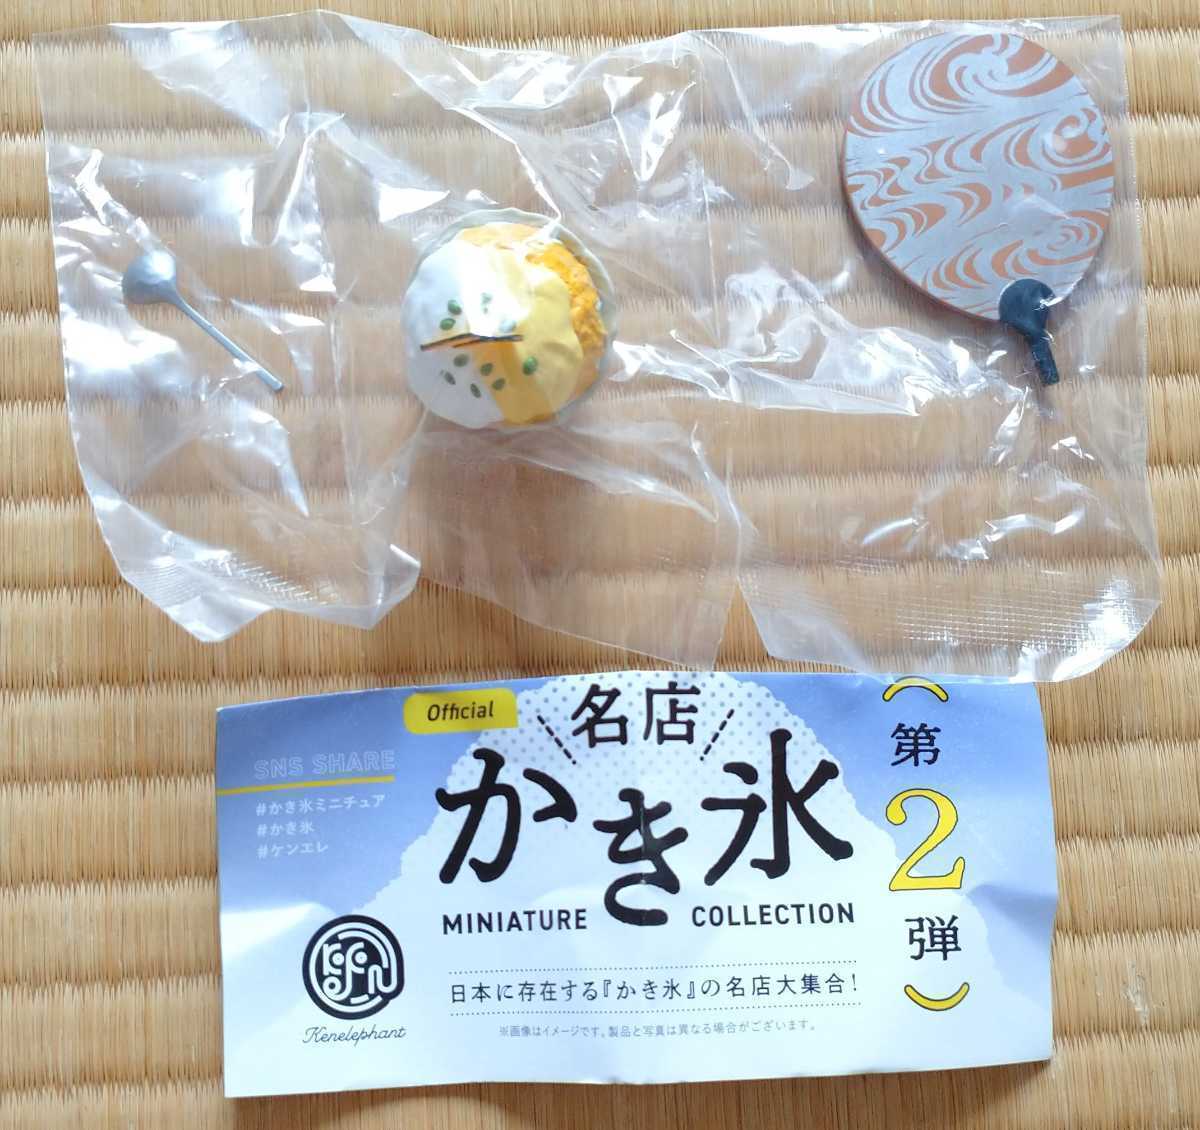 Official
名店
かき氷
MINIATURE COLLECTION
(第2弾)
SNS SHARE
#かき氷ミニチュア
#かき氷
#ケンエレ
Kenelephant
日本に存在する『かき氷』の名店大集合！
※画像はイメージです。製品と写真は異なる場合がございます。